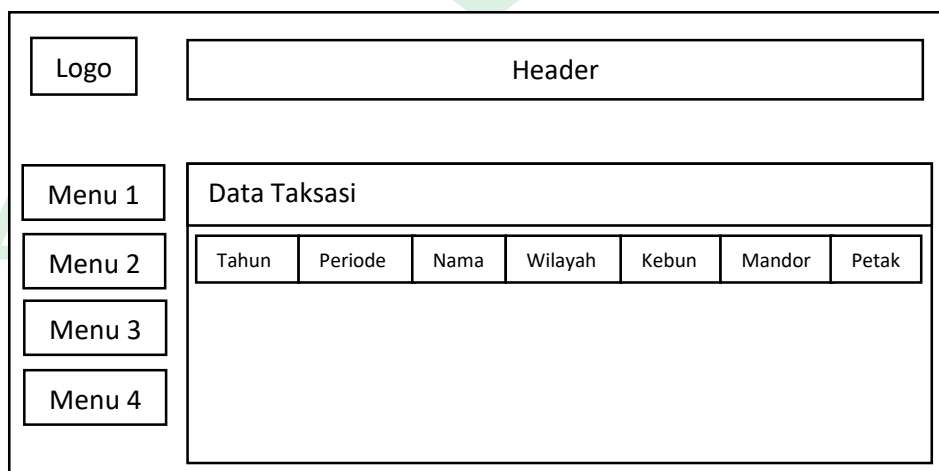 Logo
Header
Menu 1
Data Taksasi
Menu 2
Tahun Periode Nama Wilayah Kebun Mandor Petak
Menu 3
Menu 4